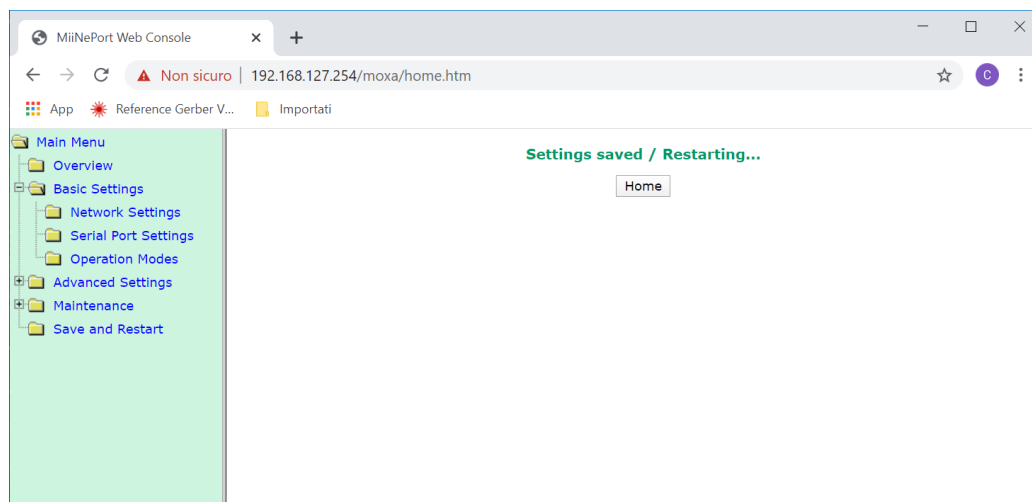 MiiNePort Web Console
Non sicuro | 192.168.127.254/moxa/home.htm
C
App
Reference Gerber V...
Importati
Main Menu
Overview
Basic Settings
Network Settings
Serial Port Settings
Operation Modes
Advanced Settings
Maintenance
Save and Restart
Settings saved / Restarting...
Home